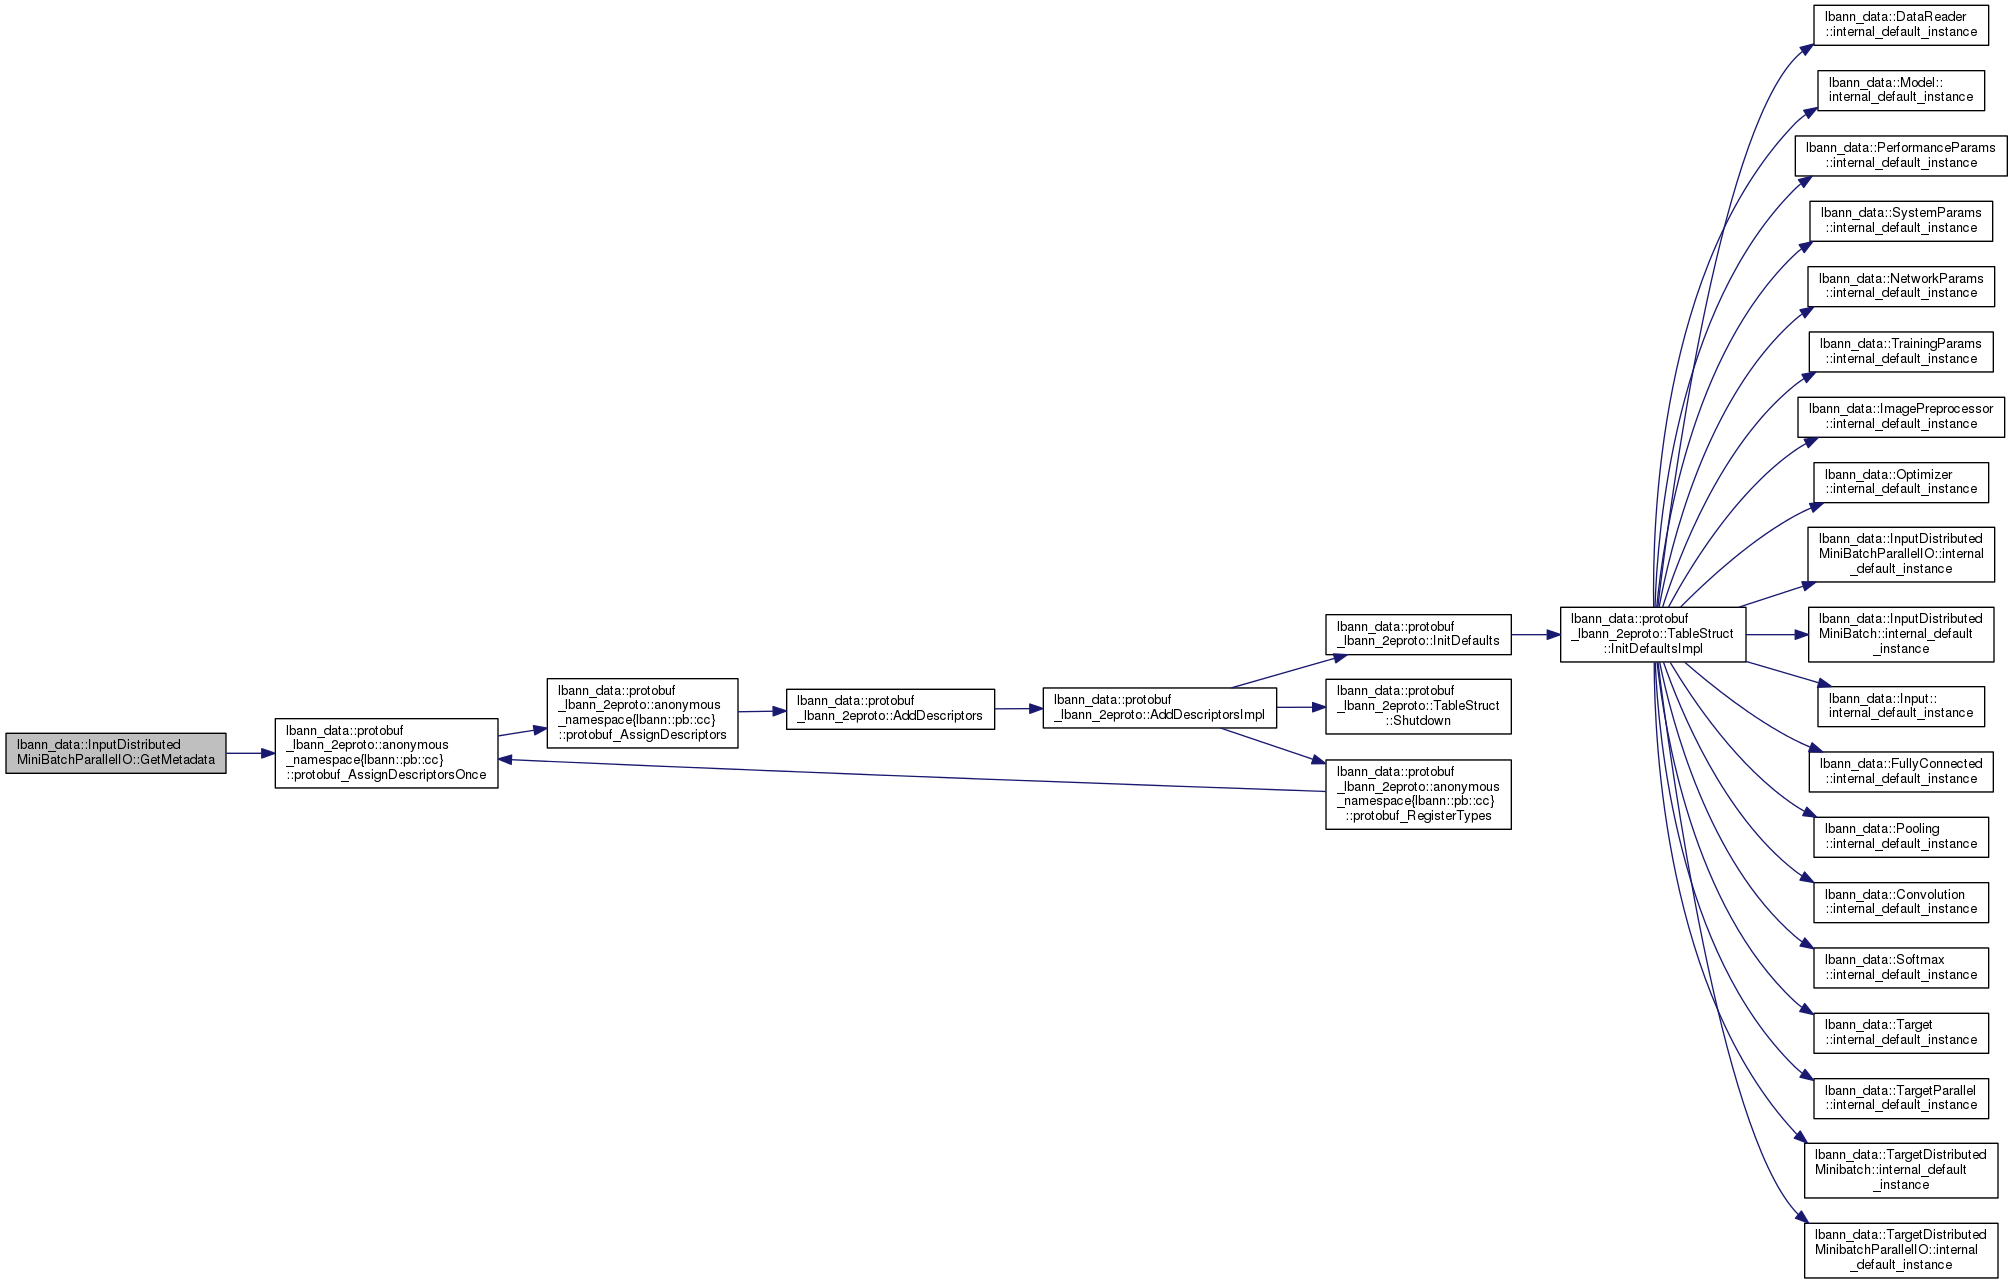 lbann_data::InputDistributed
MiniBatchParallelIO::GetMetadata
lbann_data::protobuf
_lbann_2eproto::anonymous
_namespace{lbann::pb::cc}
::protobuf_AssignDescriptorsOnce
lbann_data::protobuf
_lbann_2eproto::anonymous
_namespace{lbann::pb::cc}
::protobuf_AssignDescriptors
lbann_data::protobuf
_lbann_2eproto::AddDescriptors
lbann_data::protobuf
_lbann_2eproto::AddDescriptorsImpl
lbann_data::protobuf
_lbann_2eproto::InitDefaults
lbann_data::protobuf
_lbann_2eproto::TableStruct
::Shutdown
lbann_data::protobuf
_lbann_2eproto::anonymous
_namespace{lbann::pb::cc}
::protobuf_RegisterTypes
lbann_data::protobuf
_lbann_2eproto::TableStruct
::InitDefaultsImpl
lbann_data::DataReader
::internal_default_instance
lbann_data::Model::
internal_default_instance
lbann_data::PerformanceParams
::internal_default_instance
lbann_data::SystemParams
::internal_default_instance
lbann_data::NetworkParams
::internal_default_instance
lbann_data::TrainingParams
::internal_default_instance
lbann_data::ImagePreprocessor
::internal_default_instance
lbann_data::Optimizer
::internal_default_instance
lbann_data::InputDistributed
MiniBatchParallelIO::internal
_default_instance
lbann_data::InputDistributed
MiniBatch::internal_default
_instance
lbann_data::Input::
internal_default_instance
lbann_data::FullyConnected
::internal_default_instance
lbann_data::Pooling
::internal_default_instance
lbann_data::Convolution
::internal_default_instance
lbann_data::Softmax
::internal_default_instance
lbann_data::Target
::internal_default_instance
lbann_data::TargetParallel
::internal_default_instance
lbann_data::TargetDistributed
Minibatch::internal_default
_instance
lbann_data::TargetDistributed
MinibatchParallelIO::internal
_default_instance